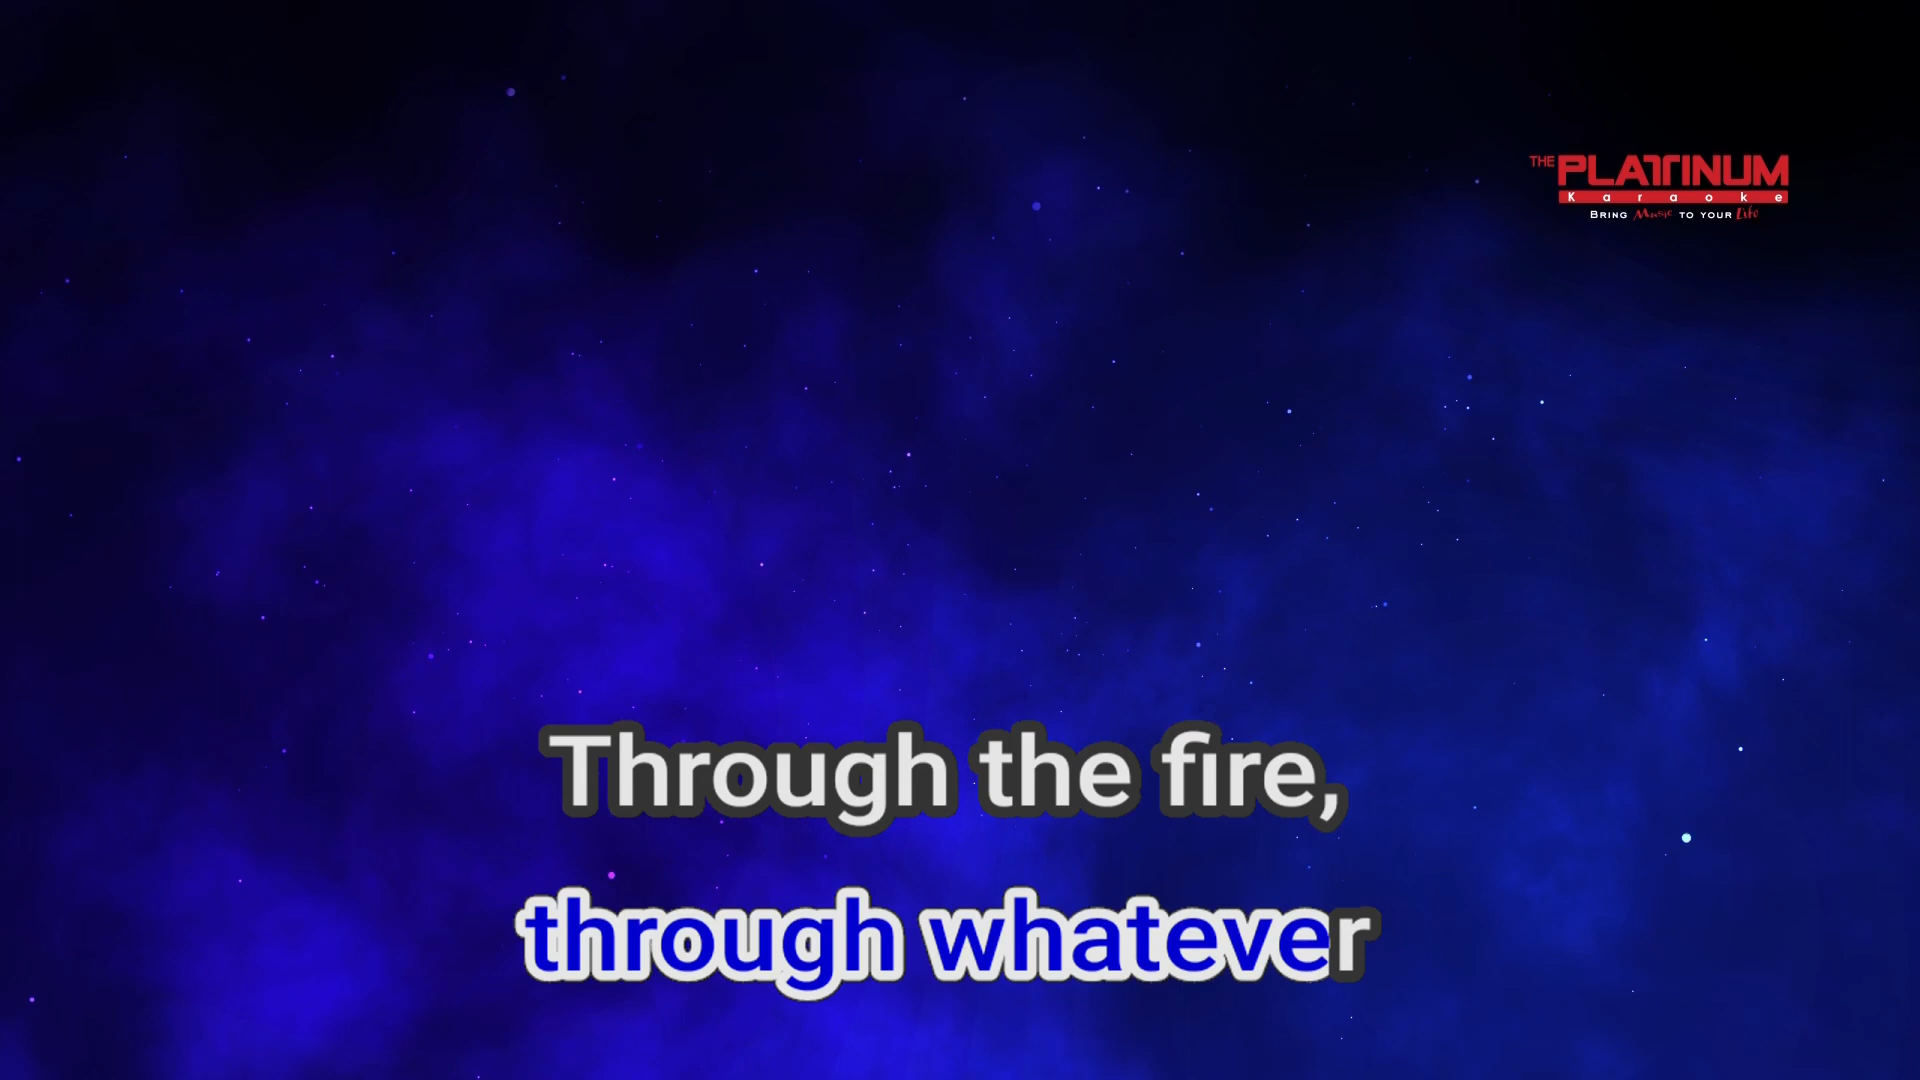 THE PLATINUM
Karaoke
BRING Music TO YOUR Life
Through the fire,
through whatever